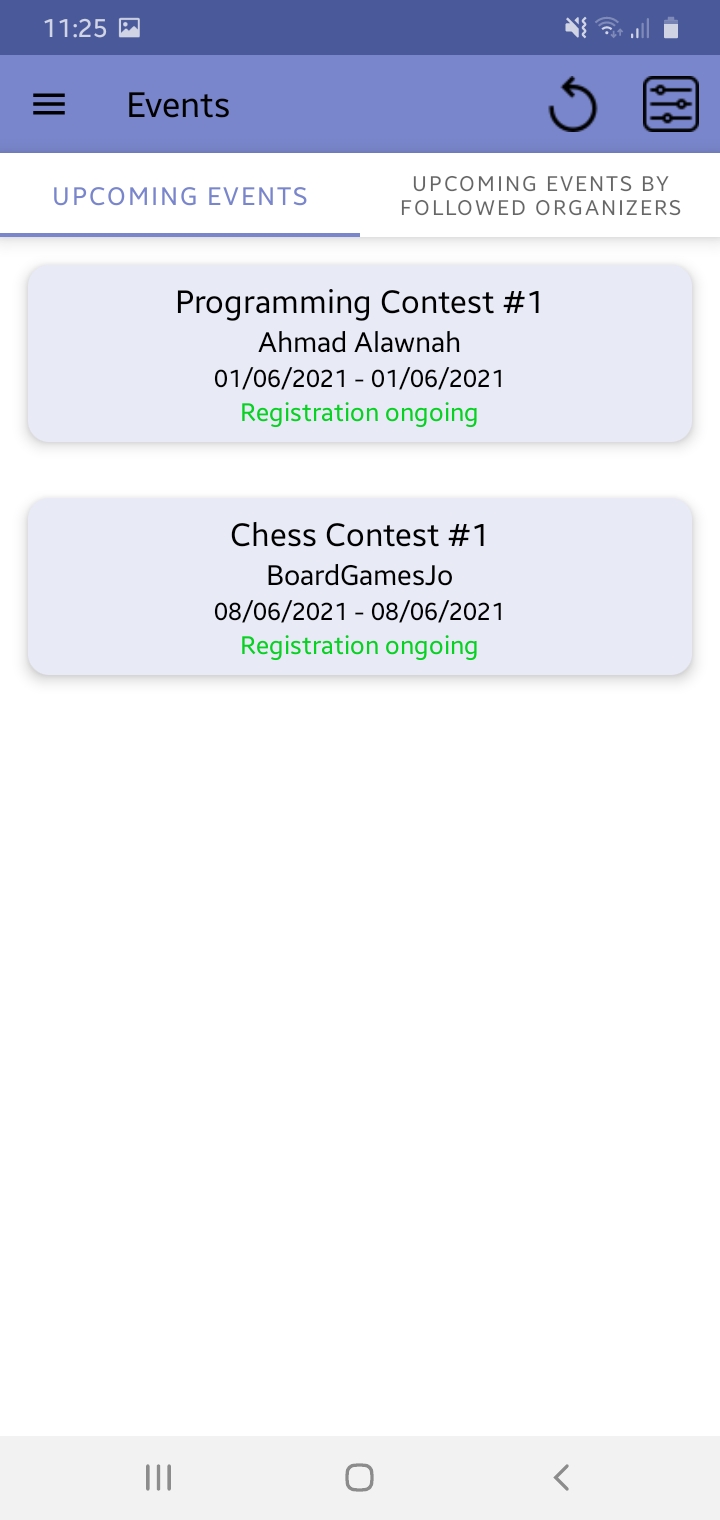 11:25
Events
UPCOMING EVENTS
UPCOMING EVENTS BY
FOLLOWED ORGANIZERS
Programming Contest #1
Ahmad Alawnah
01/06/2021 - 01/06/2021
Registration ongoing
Chess Contest #1
BoardGamesJo
08/06/2021 - 08/06/2021
Registration ongoing